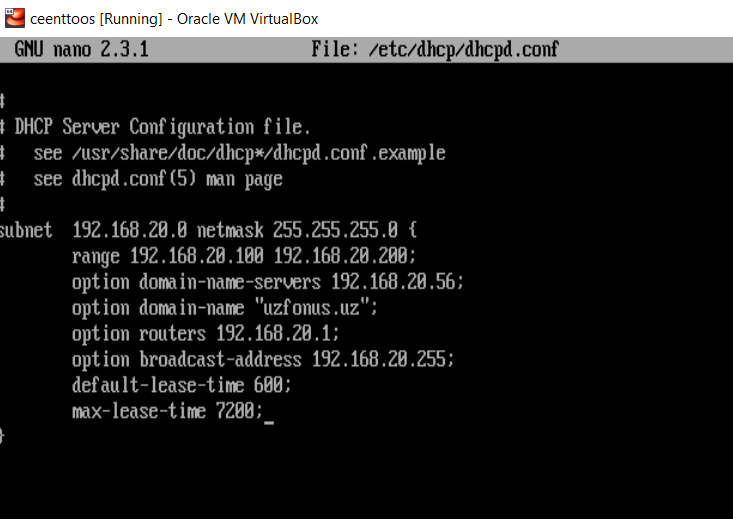 ceenttoos [Running] - Oracle VM VirtualBox
GNU nano 2.3.1 File: /etc/dhcp/dhcpd.conf
#
# DHCP Server Configuration file.
# see /usr/share/doc/dhcp*/dhcpd.conf.example
# see dhcpd.conf(5) man page
#
subnet 192.168.20.0 netmask 255.255.255.0 {
range 192.168.20.100 192.168.20.200;
option domain-name-servers 192.168.20.56;
option domain-name "uzfonus.uz";
option routers 192.168.20.1;
option broadcast-address 192.168.20.255;
default-lease-time 600;
max-lease-time 7200;_
}